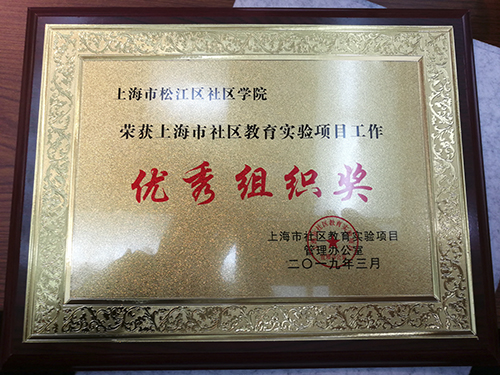 上海市松江区社区学院
荣获上海市社区教育实验项目工作
优秀组织奖
上海市社区教育实验项目
管理办公室
二〇一九年三月